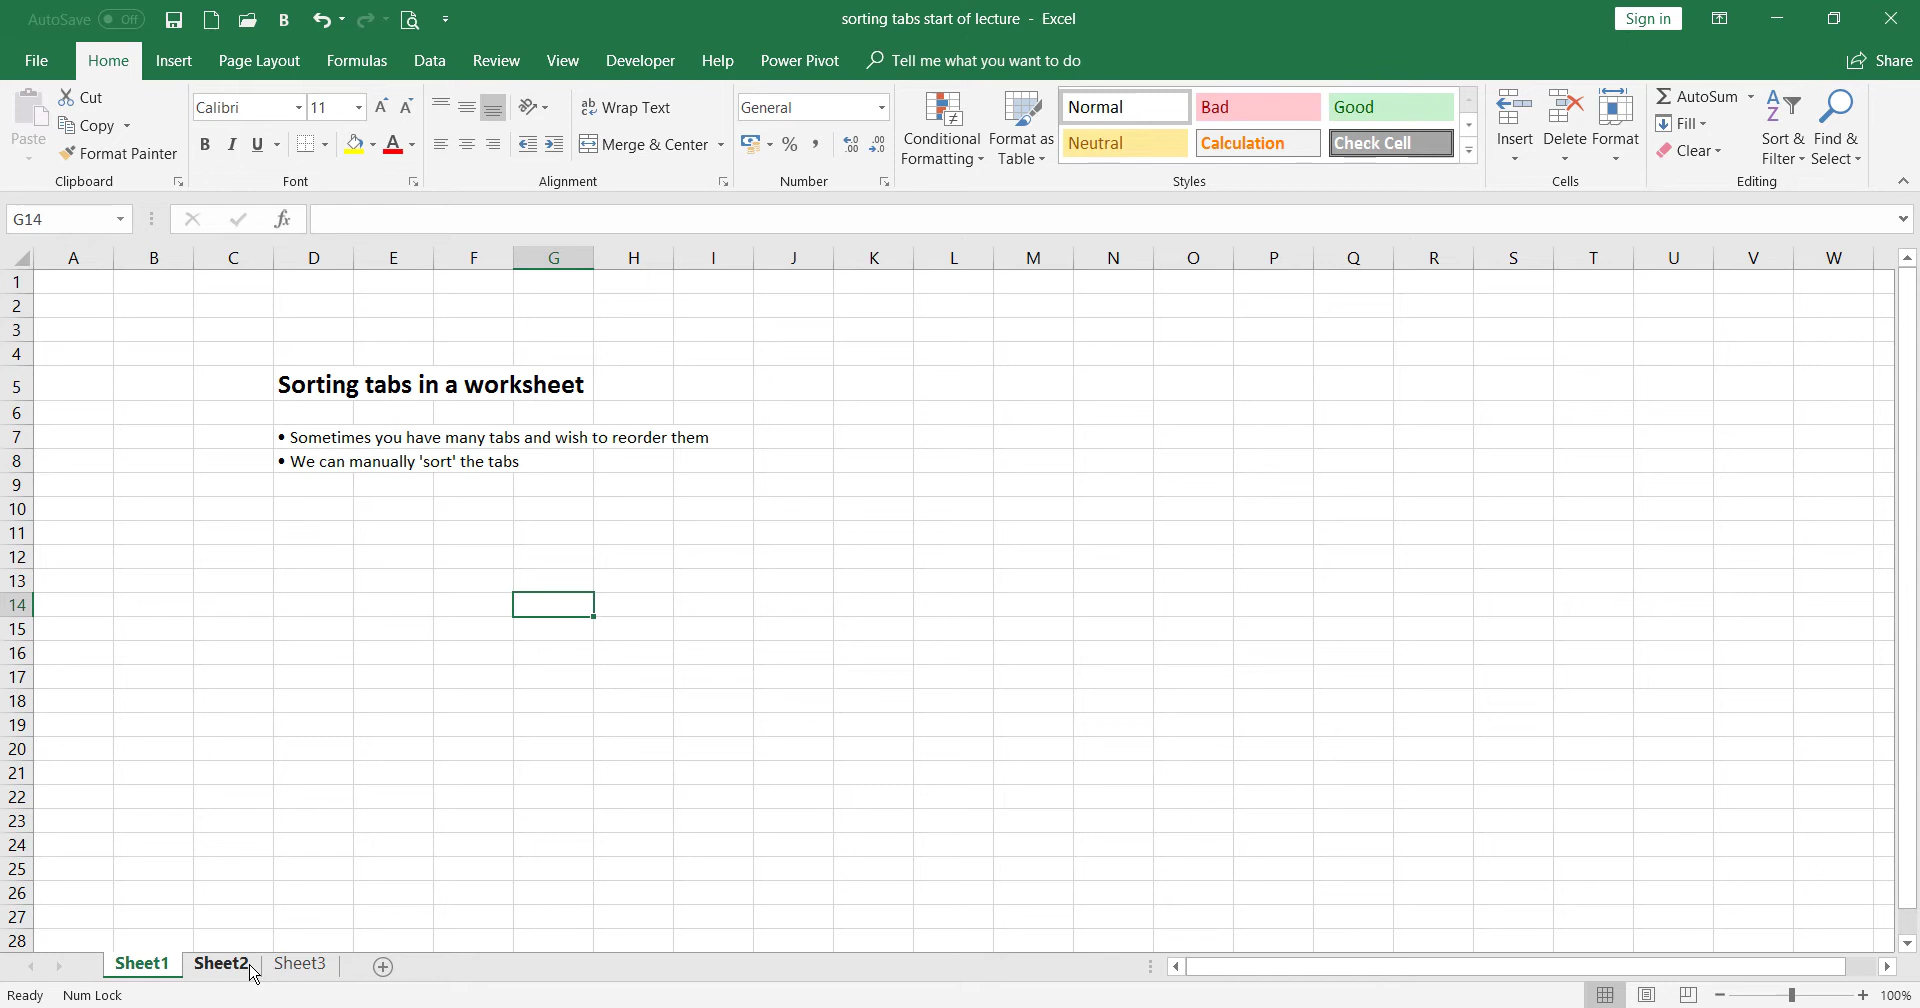 AutoSave Off B sorting tabs start of lecture - Excel Sign in
File Home Insert Page Layout Formulas Data Review View Developer Help Power Pivot Tell me what you want to do Share
Paste Cut Copy Format Painter Clipboard
Calibri 11 A A B I U A Font
ab Wrap Text Merge & Center Alignment
General % , .00 .0 Number
Conditional Formatting Format as Table Normal Bad Good Neutral Calculation Check Cell Styles
Insert Delete Format Cells
AutoSum Fill Clear Sort & Filter Find & Select Editing
G14 fx
A B C D E F G H I J K L M N O P Q R S T U V W
1
2
3
4
5 Sorting tabs in a worksheet
6
7 • Sometimes you have many tabs and wish to reorder them
8 • We can manually 'sort' the tabs
9
10
11
12
13
14
15
16
17
18
19
20
21
22
23
24
25
26
27
28
Sheet1 Sheet2 Sheet3
Ready Num Lock 100%